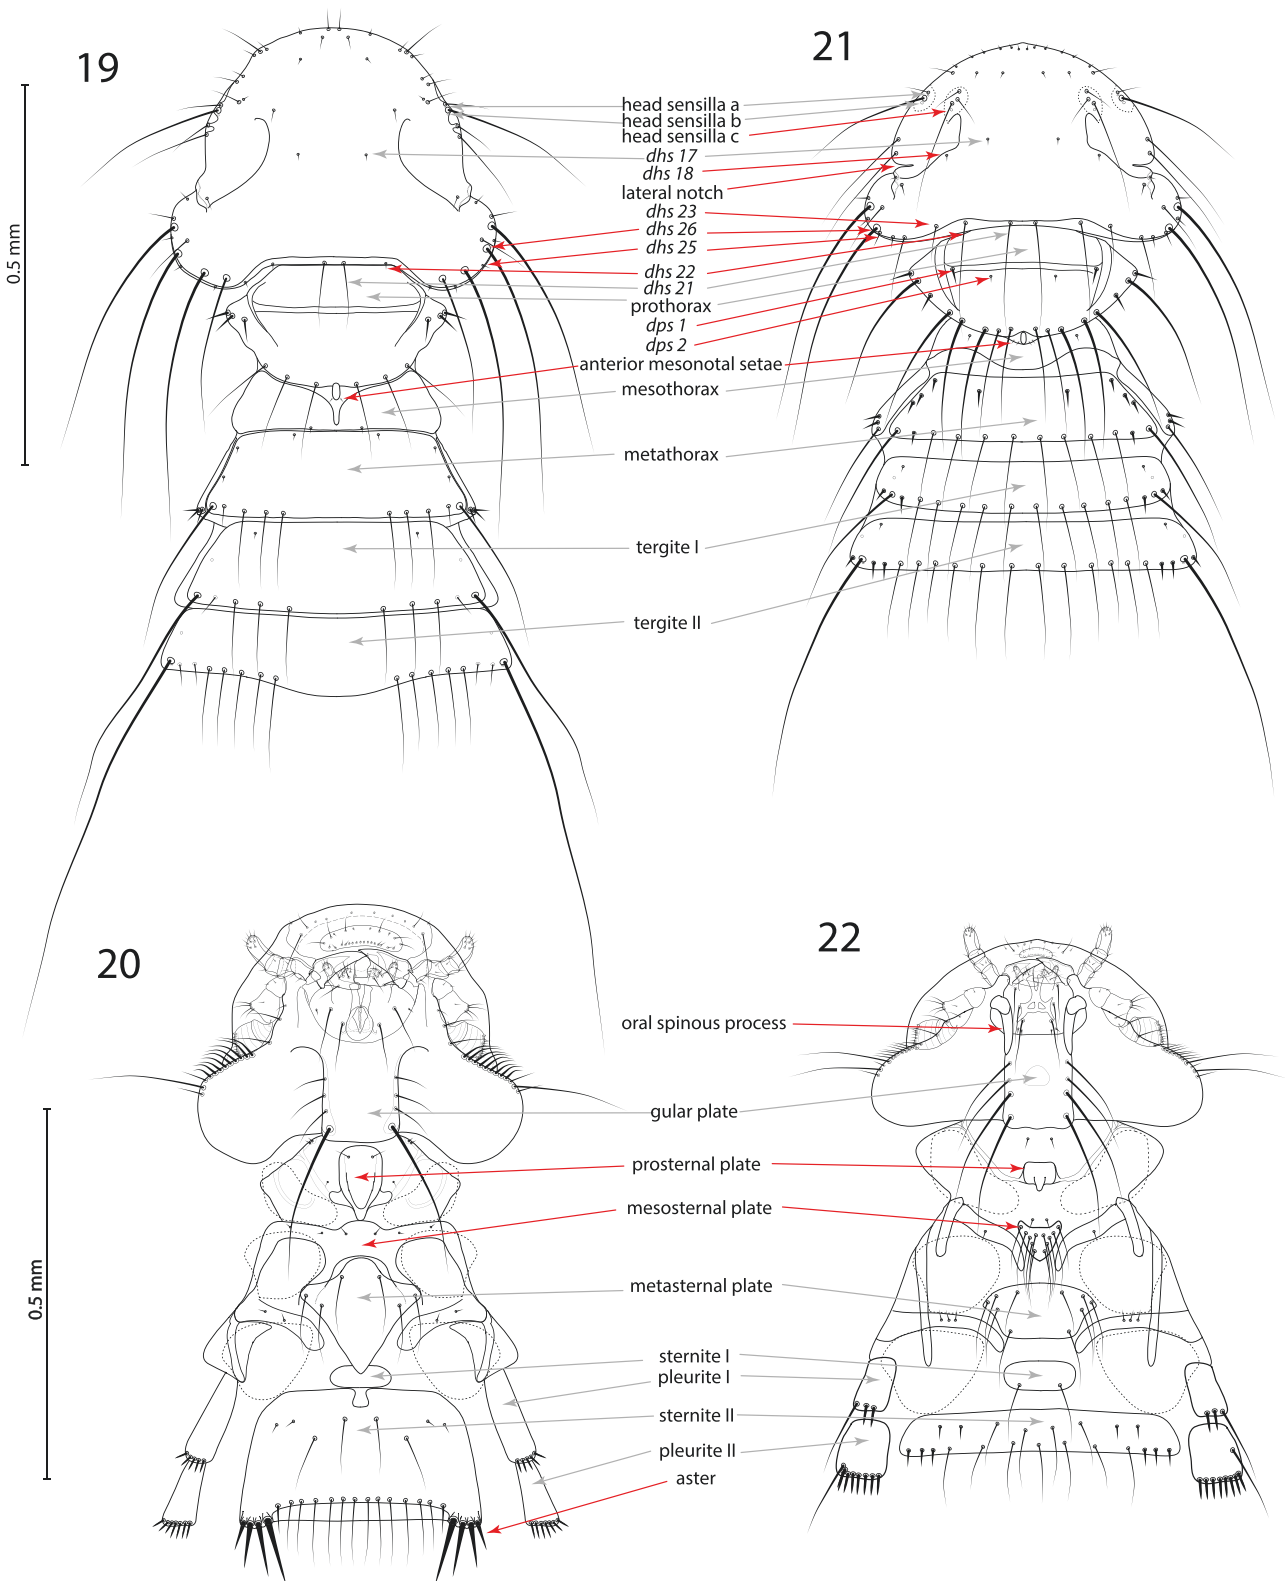 19
21
head sensilla a
head sensilla b
head sensilla c
dhs 17
dhs 18
lateral notch
dhs 23
dhs 26
dhs 25
dhs 22
dhs 21
prothorax
dps 1
dps 2
anterior mesonotal setae
mesothorax
metathorax
tergite I
tergite II
0.5 mm
20
22
oral spinous process
gular plate
prosternal plate
mesosternal plate
metasternal plate
sternite I
pleurite I
sternite II
pleurite II
aster
0.5 mm